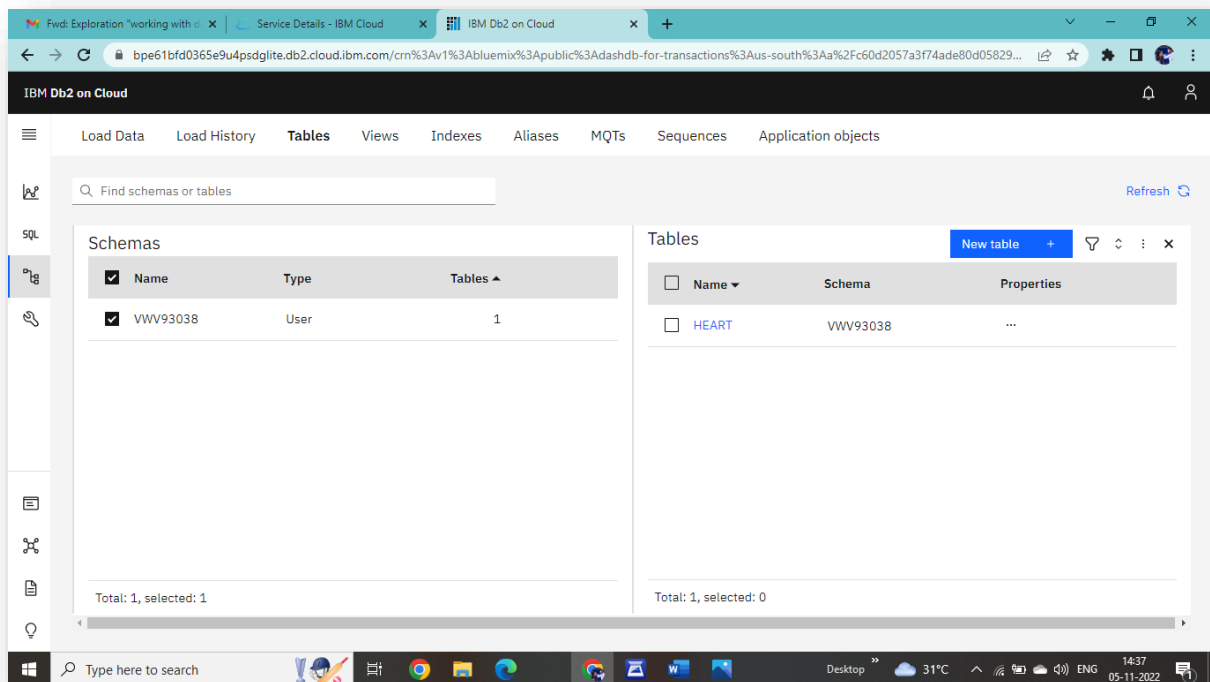 Fwd: Exploration "working with d Service Details - IBM Cloud IBM Db2 on Cloud
bpe61bfd0365e9u4psdglite.db2.cloud.ibm.com/crn%3Av1%3Abluemix%3Apublic%3Adashdb-for-transactions%3Aus-south%3Aa%2Fc60d2057a3f74ade80d05829...
IBM Db2 on Cloud
Load Data Load History Tables Views Indexes Aliases MQTs Sequences Application objects
Find schemas or tables Refresh
SQL
Schemas
Name Type Tables
VWV93038 User 1
Total: 1, selected: 1
Tables New table +
Name Schema Properties
HEART VWV93038 ...
Total: 1, selected: 0
Type here to search Desktop » 31°C ENG 14:37
05-11-2022
1